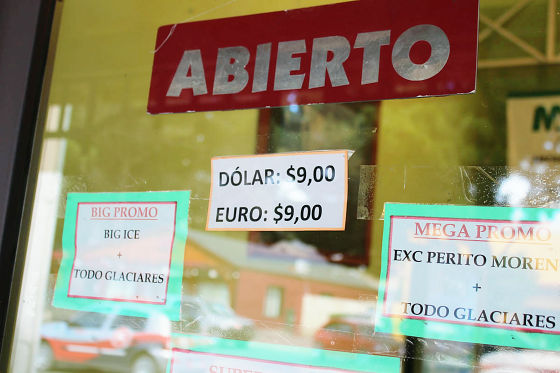 ABIERTO
DÓLAR: $9,00
EURO: $9,00
BIG PROMO
BIG ICE
+
TODO GLACIARES
MEGA PROMO
EXC PERITO MOREN
+
TODO GLACIARES